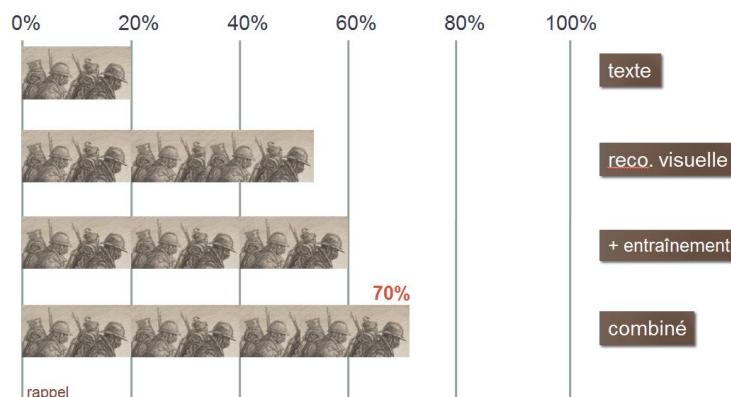 0% 20% 40% 60% 80% 100%
texte
reco. visuelle
+ entraînement
70%
combiné
rappel